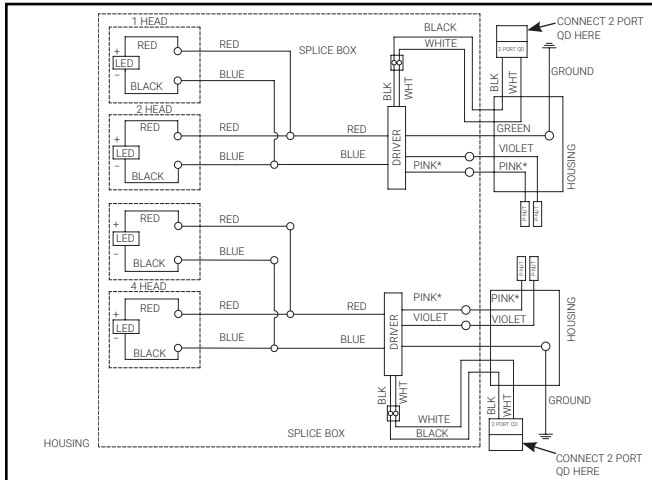 1 HEAD
BLACK
CONNECT 2 PORT
QD HERE
+
RED
RED
SPLICE BOX
WHITE
2 PORT QD
LED
BLUE
GROUND
–
BLACK
BLK
WHT
BLK
WHT
2 HEAD
+
RED
RED
RED
DRIVER
GREEN
HOUSING
LED
BLUE
BLUE
VIOLET
–
BLACK
PINK*
PINK*
+
RED
LED
BLUE
–
BLACK
4 HEAD
+
RED
RED
RED
DRIVER
PINK*
PINK*
HOUSING
LED
VIOLET
VIOLET
–
BLACK
BLUE
BLUE
BLK
WHT
BLK
WHT
GROUND
WHITE
2 PORT QD
HOUSING
SPLICE BOX
BLACK
CONNECT 2 PORT
QD HERE